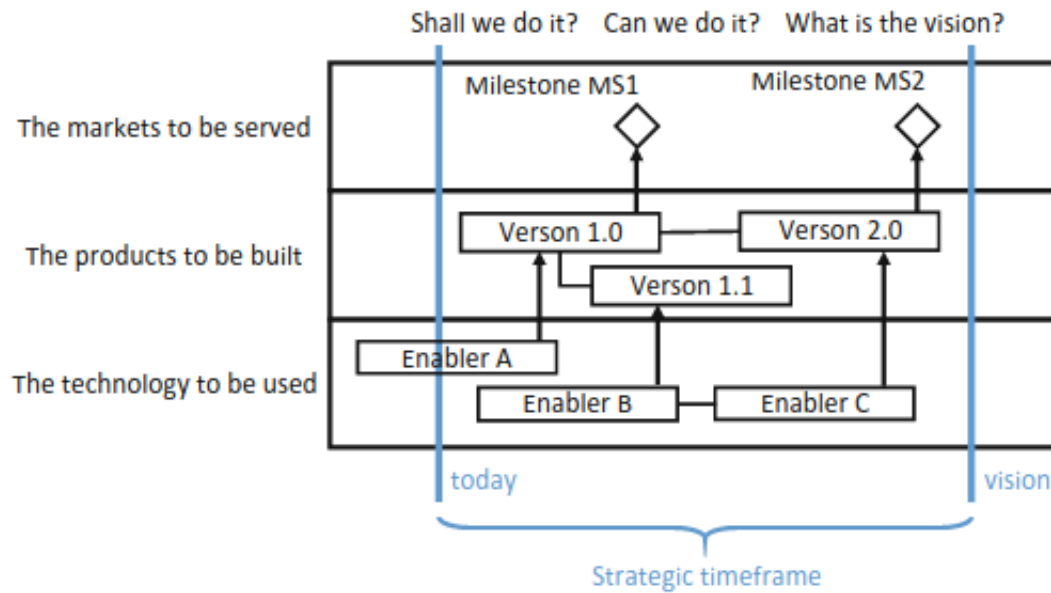 Shall we do it? Can we do it? What is the vision?
Milestone MS1
Milestone MS2
The markets to be served
Verson 1.0
Verson 2.0
The products to be built
Verson 1.1
Enabler A
The technology to be used
Enabler B
Enabler C
today
vision
Strategic timeframe